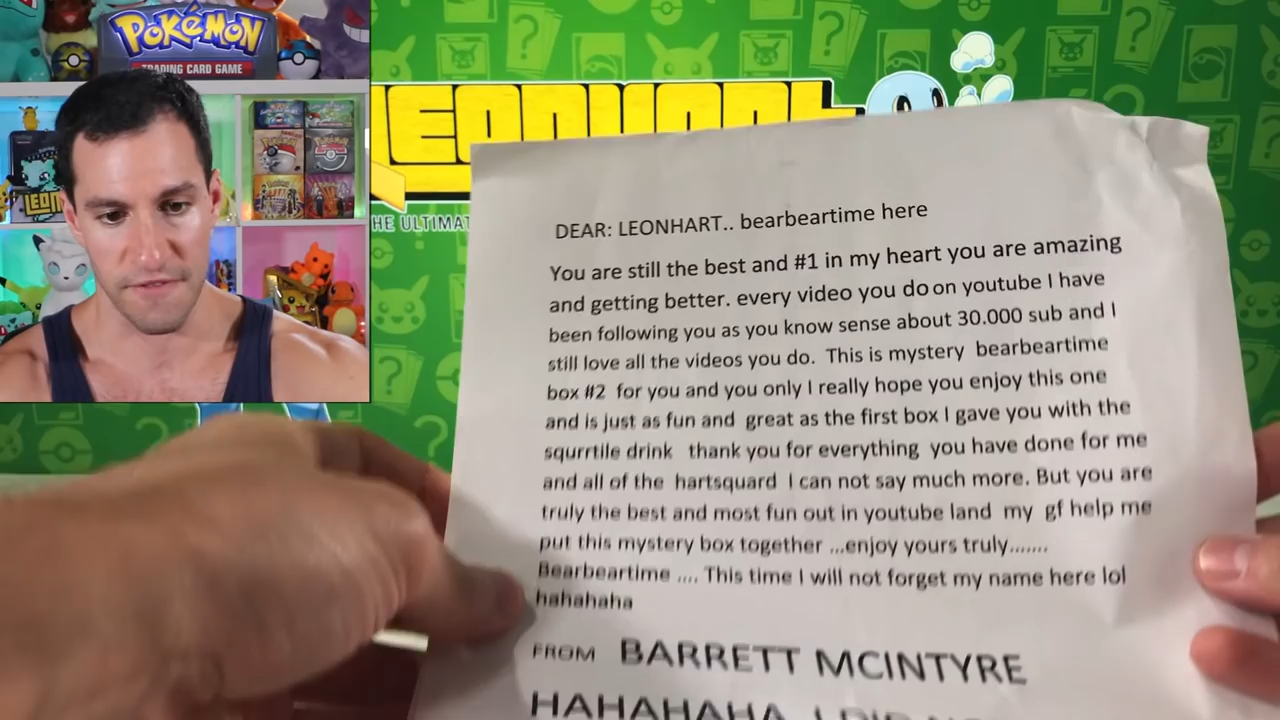 POKÉMON
TRADING CARD GAME
LEONHART
HE ULTIMAT
DEAR: LEONHART.. bearbeartime here
You are still the best and #1 in my heart you are amazing
and getting better. every video you do on youtube I have
been following you as you know sense about 30.000 sub and I
still love all the videos you do. This is mystery bearbeartime
box #2 for you and you only I really hope you enjoy this one
and is just as fun and great as the first box I gave you with the
squrrtile drink thank you for everything you have done for me
and all of the hartsquard I can not say much more. But you are
truly the best and most fun out in youtube land my gf help me
put this mystery box together ...enjoy yours truly.......
Bearbeartime .... This time I will not forget my name here lol
hahahaha
FROM BARRETT MCINTYRE
HAHAHAHA I DID